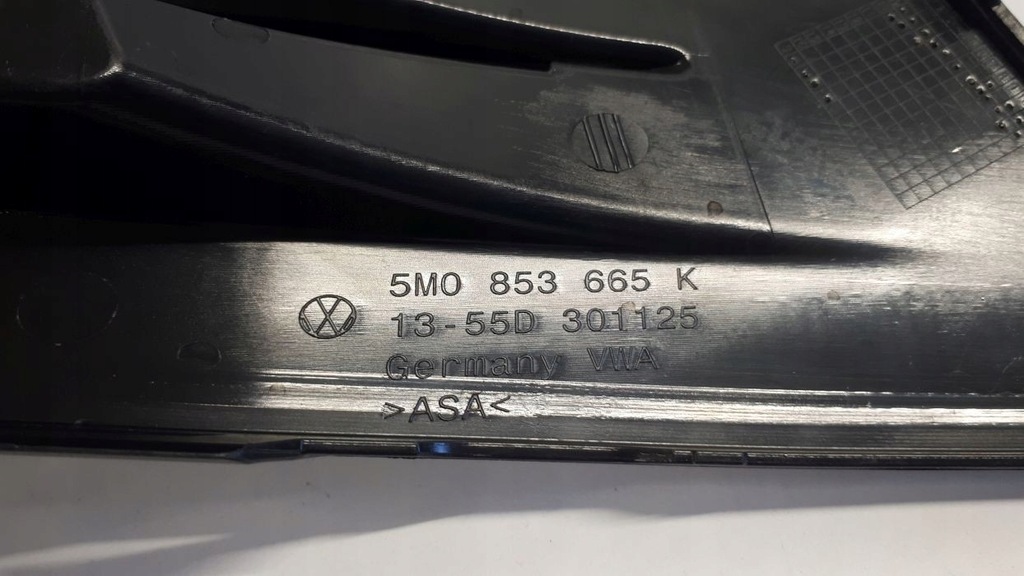 5M0 853 665 K
13-55D 301125
Germany VWA
>ASA<